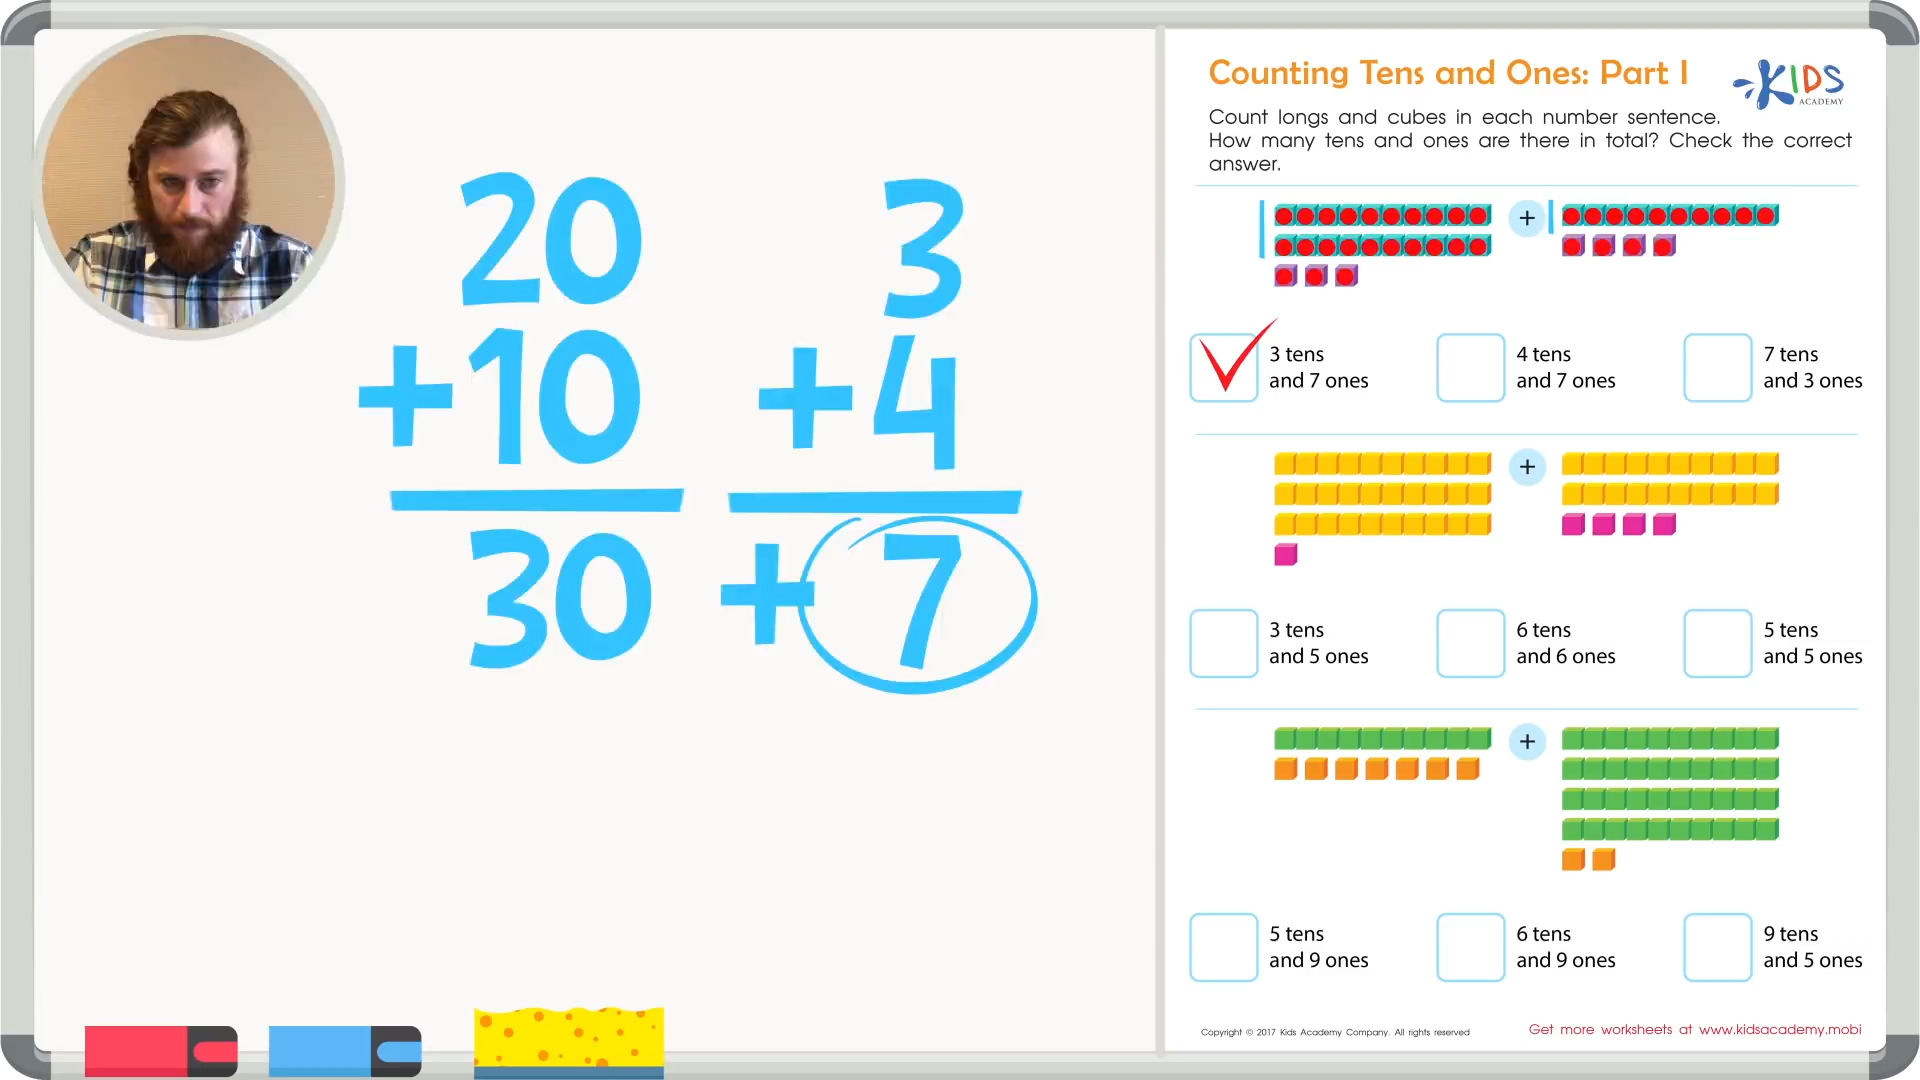 20
+10
30
3
+4
+ 7
Counting Tens and Ones: Part I
KIDS
ACADEMY
Count longs and cubes in each number sentence.
How many tens and ones are there in total? Check the correct
answer.
+
3 tens
and 7 ones
4 tens
and 7 ones
7 tens
and 3 ones
+
3 tens
and 5 ones
6 tens
and 6 ones
5 tens
and 5 ones
+
5 tens
and 9 ones
6 tens
and 9 ones
9 tens
and 5 ones
Copyright © 2017 Kids Academy Company. All rights reserved
Get more worksheets at www.kidsacademy.mobi